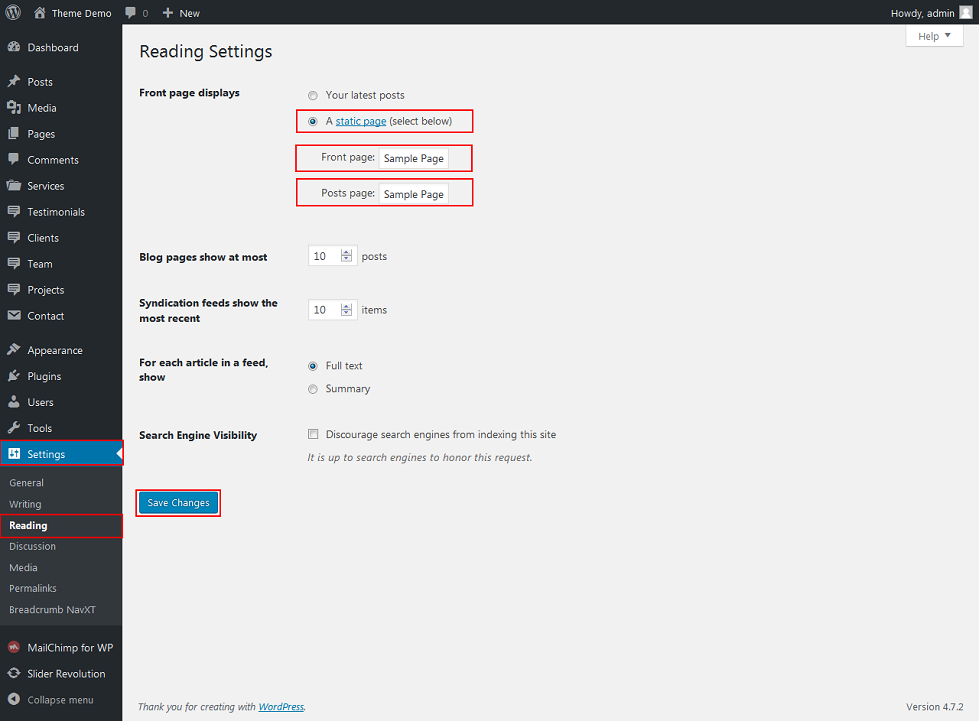 Theme Demo 0 New Howdy, admin
Help
Dashboard
Posts
Media
Pages
Comments
Services
Testimonials
Clients
Team
Projects
Contact
Appearance
Plugins
Users
Tools
Settings
General
Writing
Reading
Discussion
Media
Permalinks
Breadcrumb NavXT
MailChimp for WP
Slider Revolution
Collapse menu
Reading Settings
Front page displays
Your latest posts
A static page (select below)
Front page: Sample Page
Posts page: Sample Page
Blog pages show at most
10 posts
Syndication feeds show the
most recent
10 items
For each article in a feed,
show
Full text
Summary
Search Engine Visibility
Discourage search engines from indexing this site
It is up to search engines to honor this request.
Save Changes
Thank you for creating with WordPress.
Version 4.7.2